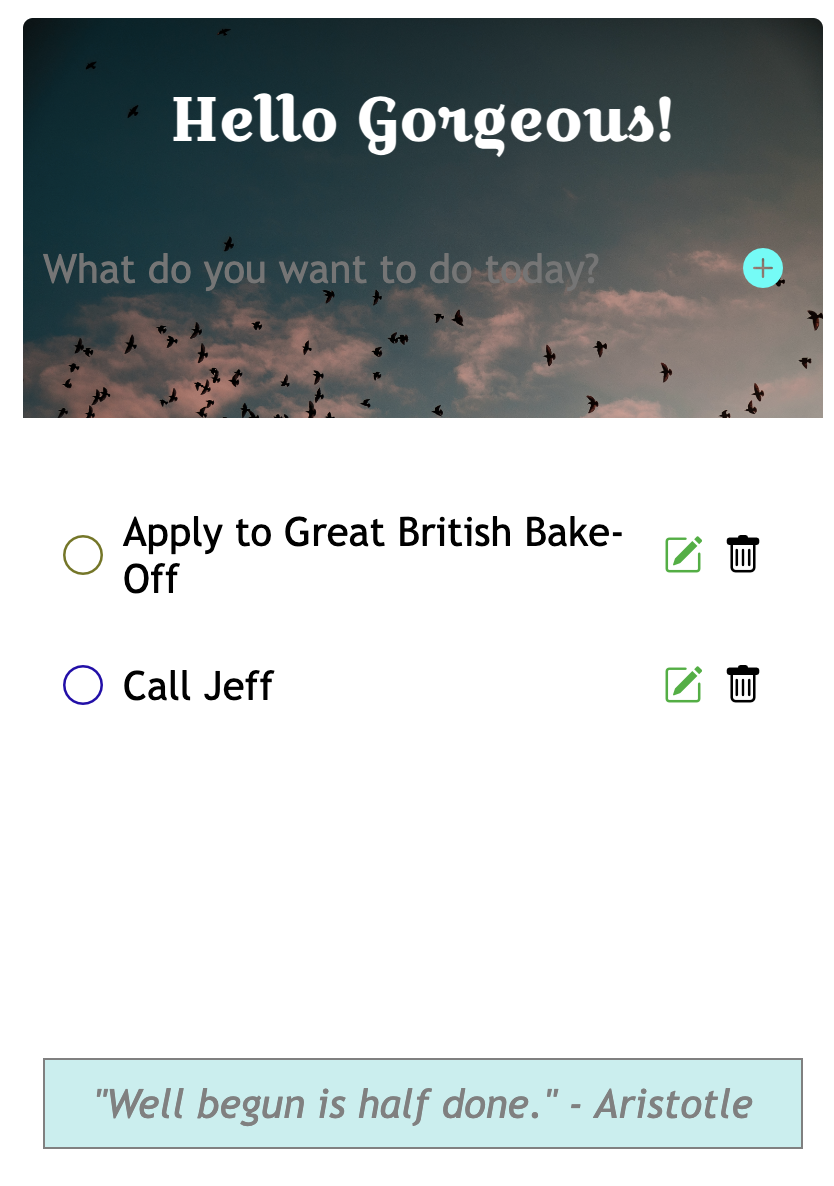 Hello Gorgeous!
What do you want to do today?
Apply to Great British Bake-
Off
Call Jeff
"Well begun is half done." - Aristotle